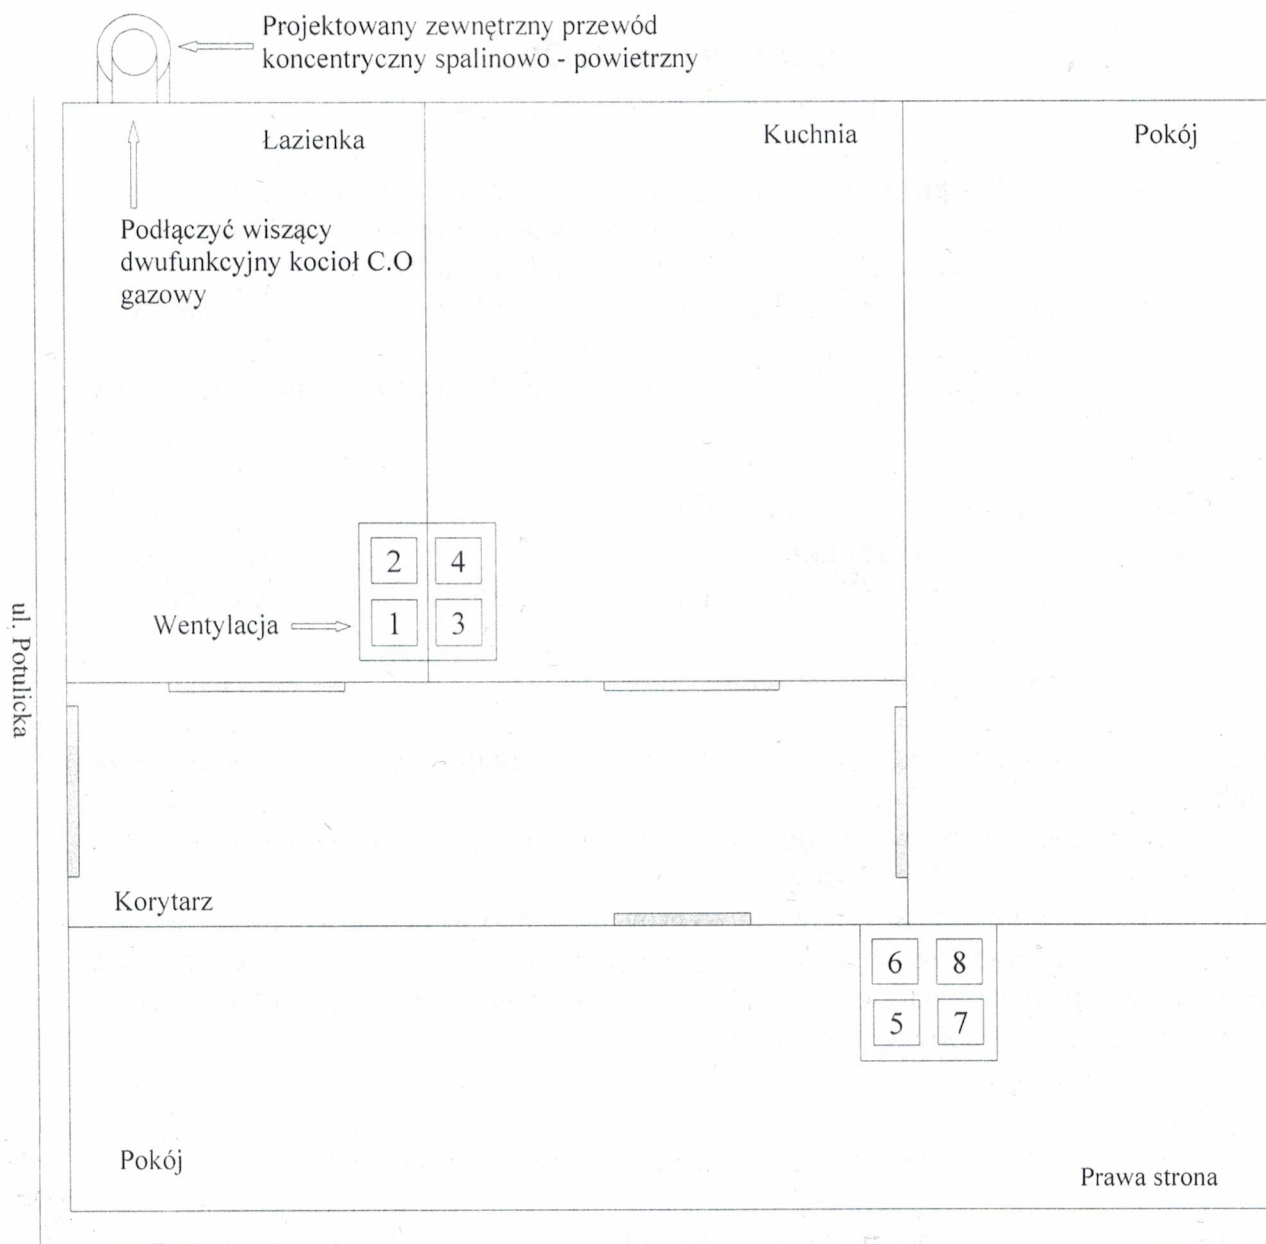 Projektowany zewnętrzny przewód
koncentryczny spalinowo - powietrzny
Łazienka
Kuchnia
Pokój
Podłączyć wiszący
dwufunkcyjny kocioł C.O
gazowy
2
4
Wentylacja
1
3
ul. Potulicka
Korytarz
6
8
5
7
Pokój
Prawa strona